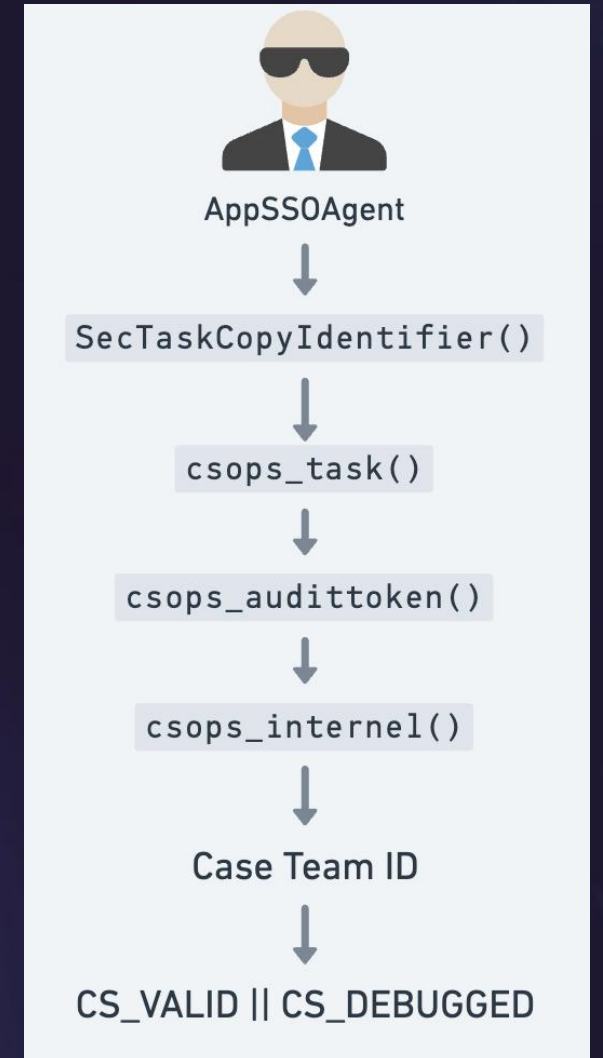 AppSSOAgent
SecTaskCopyIdentifier()
csops_task()
csops_audittoken()
csops_internel()
Case Team ID
CS_VALID || CS_DEBUGGED